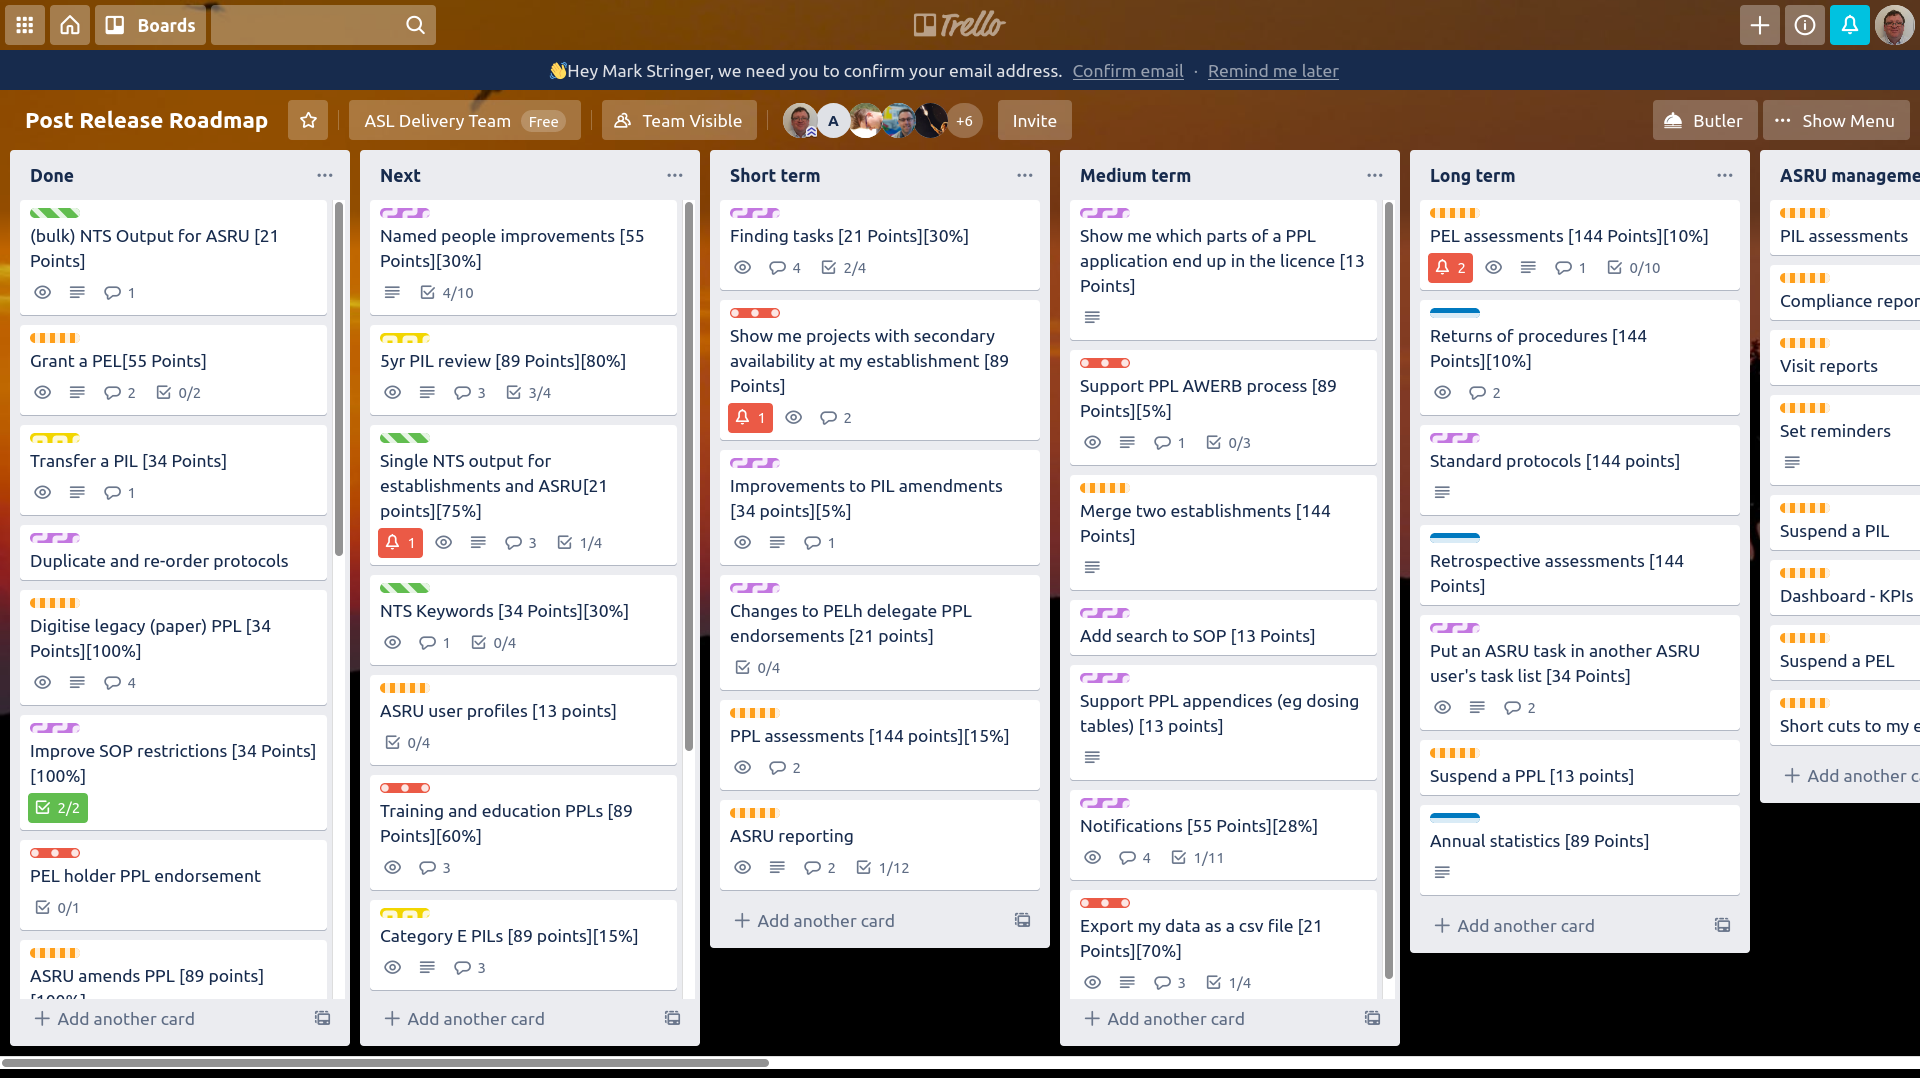 Boards
Trello
👋Hey Mark Stringer, we need you to confirm your email address. Confirm email · Remind me later
Post Release Roadmap
ASL Delivery Team Free
Team Visible
A
+6
Invite
Butler
Show Menu
Done
(bulk) NTS Output for ASRU [21
Points]
1
Grant a PEL[55 Points]
2 0/2
Transfer a PIL [34 Points]
1
Duplicate and re-order protocols
Digitise legacy (paper) PPL [34
Points][100%]
4
Improve SOP restrictions [34 Points]
[100%]
2/2
PEL holder PPL endorsement
0/1
ASRU amends PPL [89 points]
[100%]
+ Add another card
Next
Named people improvements [55
Points][30%]
4/10
5yr PIL review [89 Points][80%]
3 3/4
Single NTS output for
establishments and ASRU[21
points][75%]
1 3 1/4
NTS Keywords [34 Points][30%]
1 0/4
ASRU user profiles [13 points]
0/4
Training and education PPLs [89
Points][60%]
3
Category E PILs [89 points][15%]
3
+ Add another card
Short term
Finding tasks [21 Points][30%]
4 2/4
Show me projects with secondary
availability at my establishment [89
Points]
1 2
Improvements to PIL amendments
[34 points][5%]
1
Changes to PELh delegate PPL
endorsements [21 points]
0/4
PPL assessments [144 points][15%]
2
ASRU reporting
2 1/12
+ Add another card
Medium term
Show me which parts of a PPL
application end up in the licence [13
Points]
Support PPL AWERB process [89
Points][5%]
1 0/3
Merge two establishments [144
Points]
Add search to SOP [13 Points]
Support PPL appendices (eg dosing
tables) [13 points]
Notifications [55 Points][28%]
4 1/11
Export my data as a csv file [21
Points][70%]
3 1/4
+ Add another card
Long term
PEL assessments [144 Points][10%]
2 1 0/10
Returns of procedures [144
Points][10%]
2
Standard protocols [144 points]
Retrospective assessments [144
Points]
Put an ASRU task in another ASRU
user's task list [34 Points]
2
Suspend a PPL [13 points]
Annual statistics [89 Points]
+ Add another card
ASRU manageme
PIL assessments
Compliance repor
Visit reports
Set reminders
Suspend a PIL
Dashboard - KPIs
Suspend a PEL
Short cuts to my e
+ Add another ca